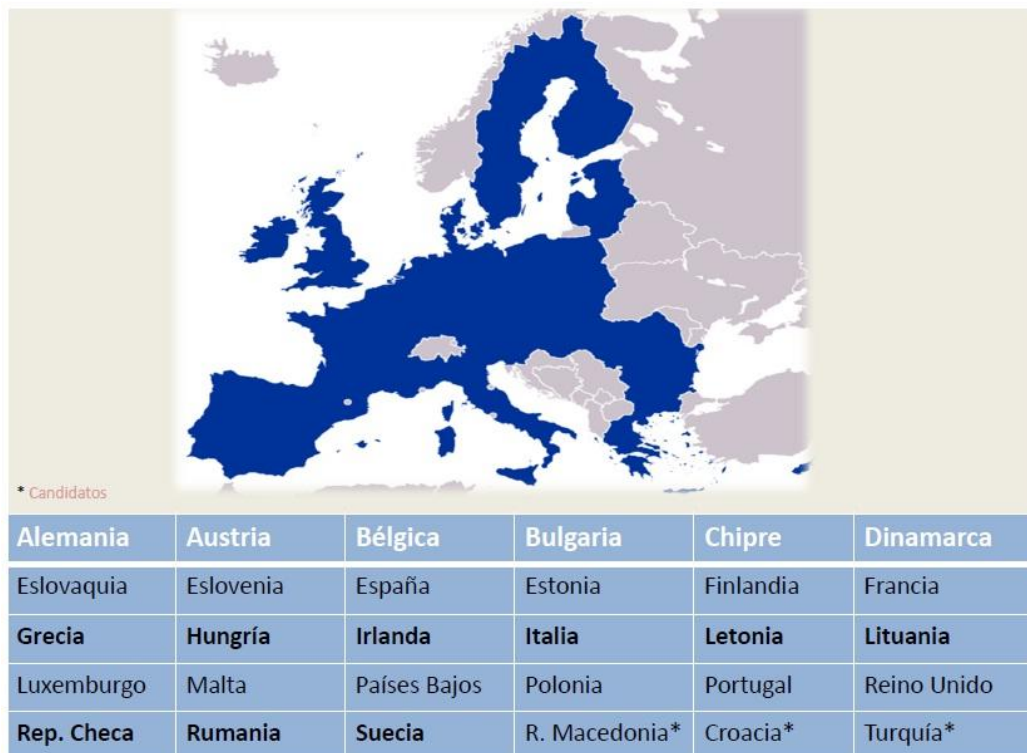 * Candidatos
Alemania Austria Bélgica Bulgaria Chipre Dinamarca
Eslovaquia Eslovenia España Estonia Finlandia Francia
Grecia Hungría Irlanda Italia Letonia Lituania
Luxemburgo Malta Países Bajos Polonia Portugal Reino Unido
Rep. Checa Rumania Suecia R. Macedonia* Croacia* Turquía*